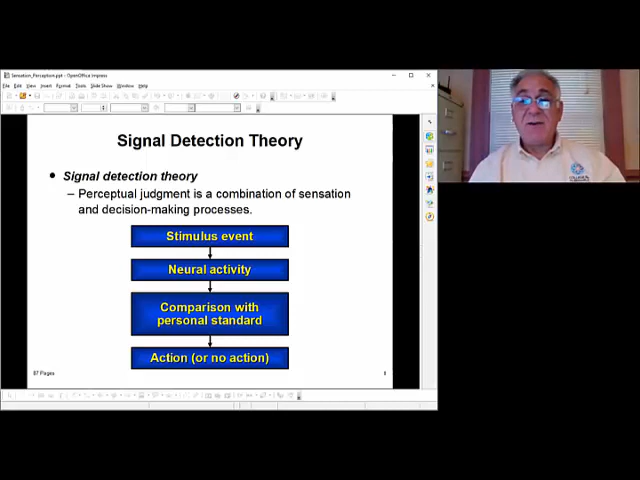 Sensation_Perception.ppt - OpenOffice Impress
File Edit View Insert Format Tools Slide Show Window Help
Signal Detection Theory
• Signal detection theory
– Perceptual judgment is a combination of sensation
and decision-making processes.
Stimulus event
Neural activity
Comparison with
personal standard
Action (or no action)
97 Pages